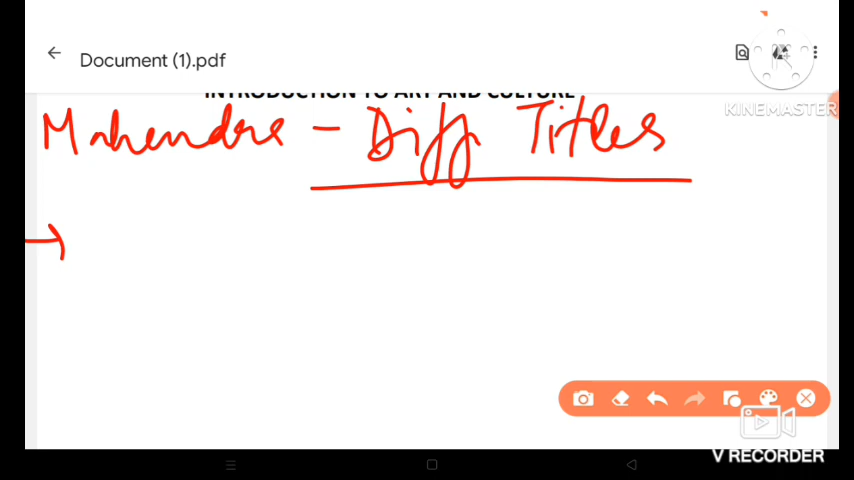 Document (1).pdf
KINEMASTER
INTRODUCTION TO ART AND CULTURE
Mahendra - Diff Titles
→
V RECORDER